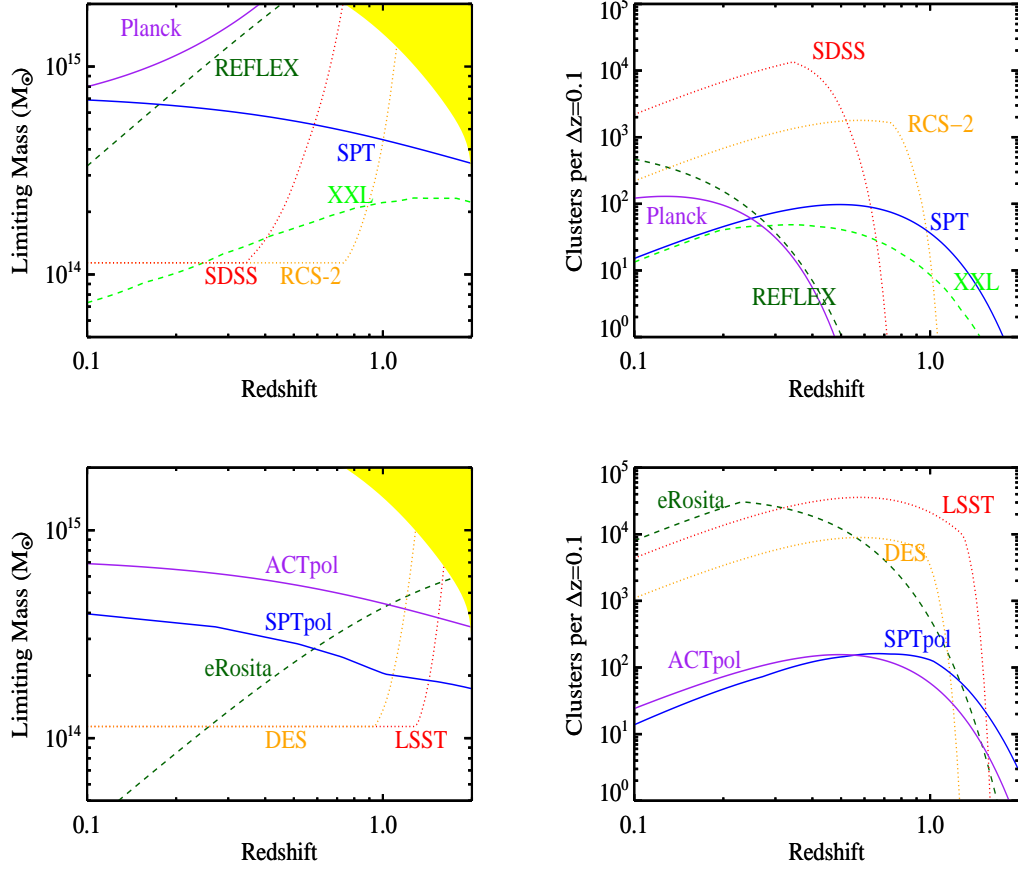 Planck
REFLEX
SPT
XXL
SDSS
RCS-2
10^15
10^14
Limiting Mass (M☉)
0.1
1.0
Redshift
SDSS
RCS-2
Planck
SPT
REFLEX
XXL
10^5
10^4
10^3
10^2
10^1
10^0
Clusters per Δz=0.1
0.1
1.0
Redshift
ACTpol
SPTpol
eRosita
DES
LSST
10^15
10^14
Limiting Mass (M☉)
0.1
1.0
Redshift
eRosita
LSST
DES
SPTpol
ACTpol
10^5
10^4
10^3
10^2
10^1
10^0
Clusters per Δz=0.1
0.1
1.0
Redshift